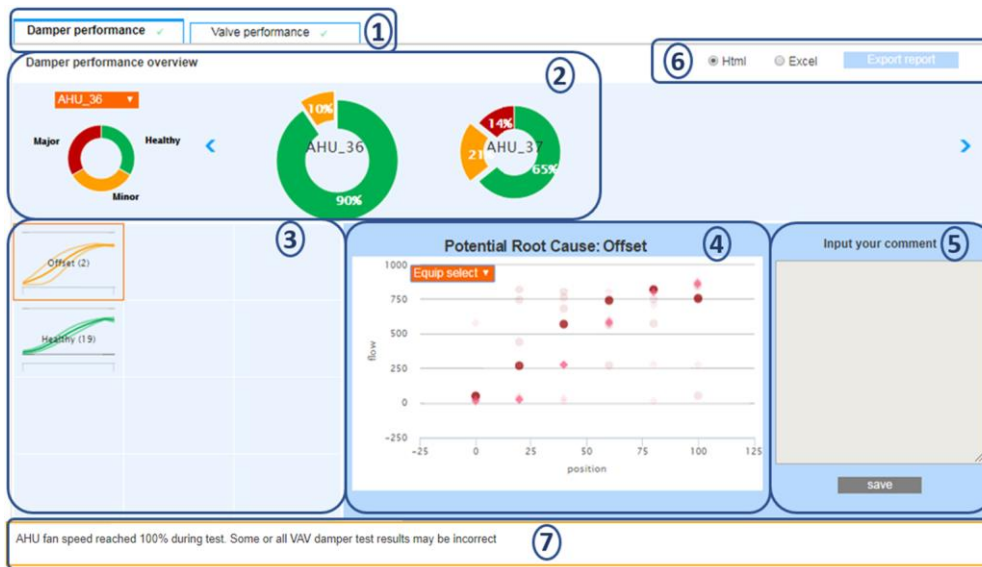 Damper performance ✓
Valve performance ✓
1
6
Html
Excel
Export report
Damper performance overview
2
AHU_36 ▼
Major
Healthy
Minor
10%
AHU_36
90%
14%
AHU_37
21%
65%
3
Offset (2)
Healthy (19)
Potential Root Cause: Offset
4
Equip select ▼
1000
750
500
250
0
-250
flow
-25 0 25 50 75 100 125
position
Input your comment
5
save
AHU fan speed reached 100% during test. Some or all VAV damper test results may be incorrect
7